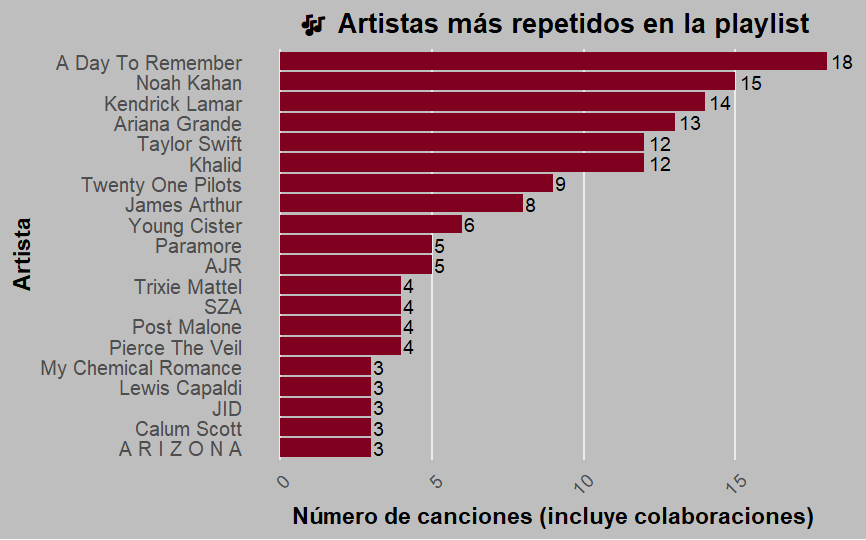 🎶 Artistas más repetidos en la playlist
Artista
A Day To Remember 18
Noah Kahan 15
Kendrick Lamar 14
Ariana Grande 13
Taylor Swift 12
Khalid 12
Twenty One Pilots 9
James Arthur 8
Young Cister 6
Paramore 5
AJR 5
Trixie Mattel 4
SZA 4
Post Malone 4
Pierce The Veil 4
My Chemical Romance 3
Lewis Capaldi 3
JID 3
Calum Scott 3
A R I Z O N A 3
0 5 10 15
Número de canciones (incluye colaboraciones)